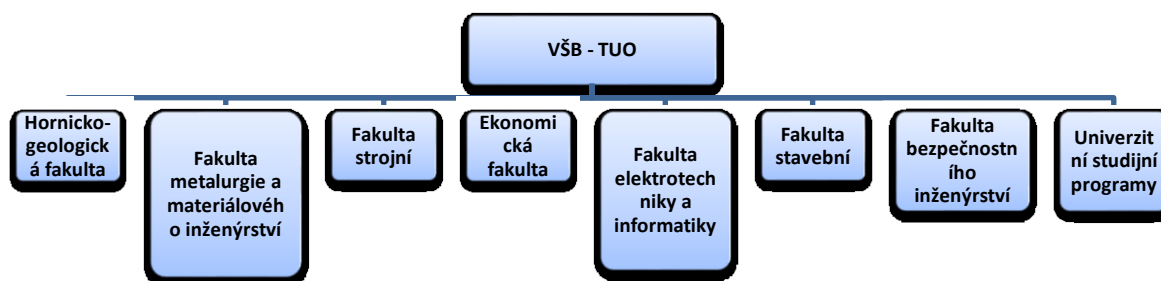 VŠB - TUO
Hornicko-
geologick
á fakulta
Fakulta
metalurgie a
materiálovéh
o inženýrství
Fakulta
strojní
Ekonomi
cká
fakulta
Fakulta
elektrotech
niky a
informatiky
Fakulta
stavební
Fakulta
bezpečnostn
ího
inženýrství
Univerzit
ní studijní
programy